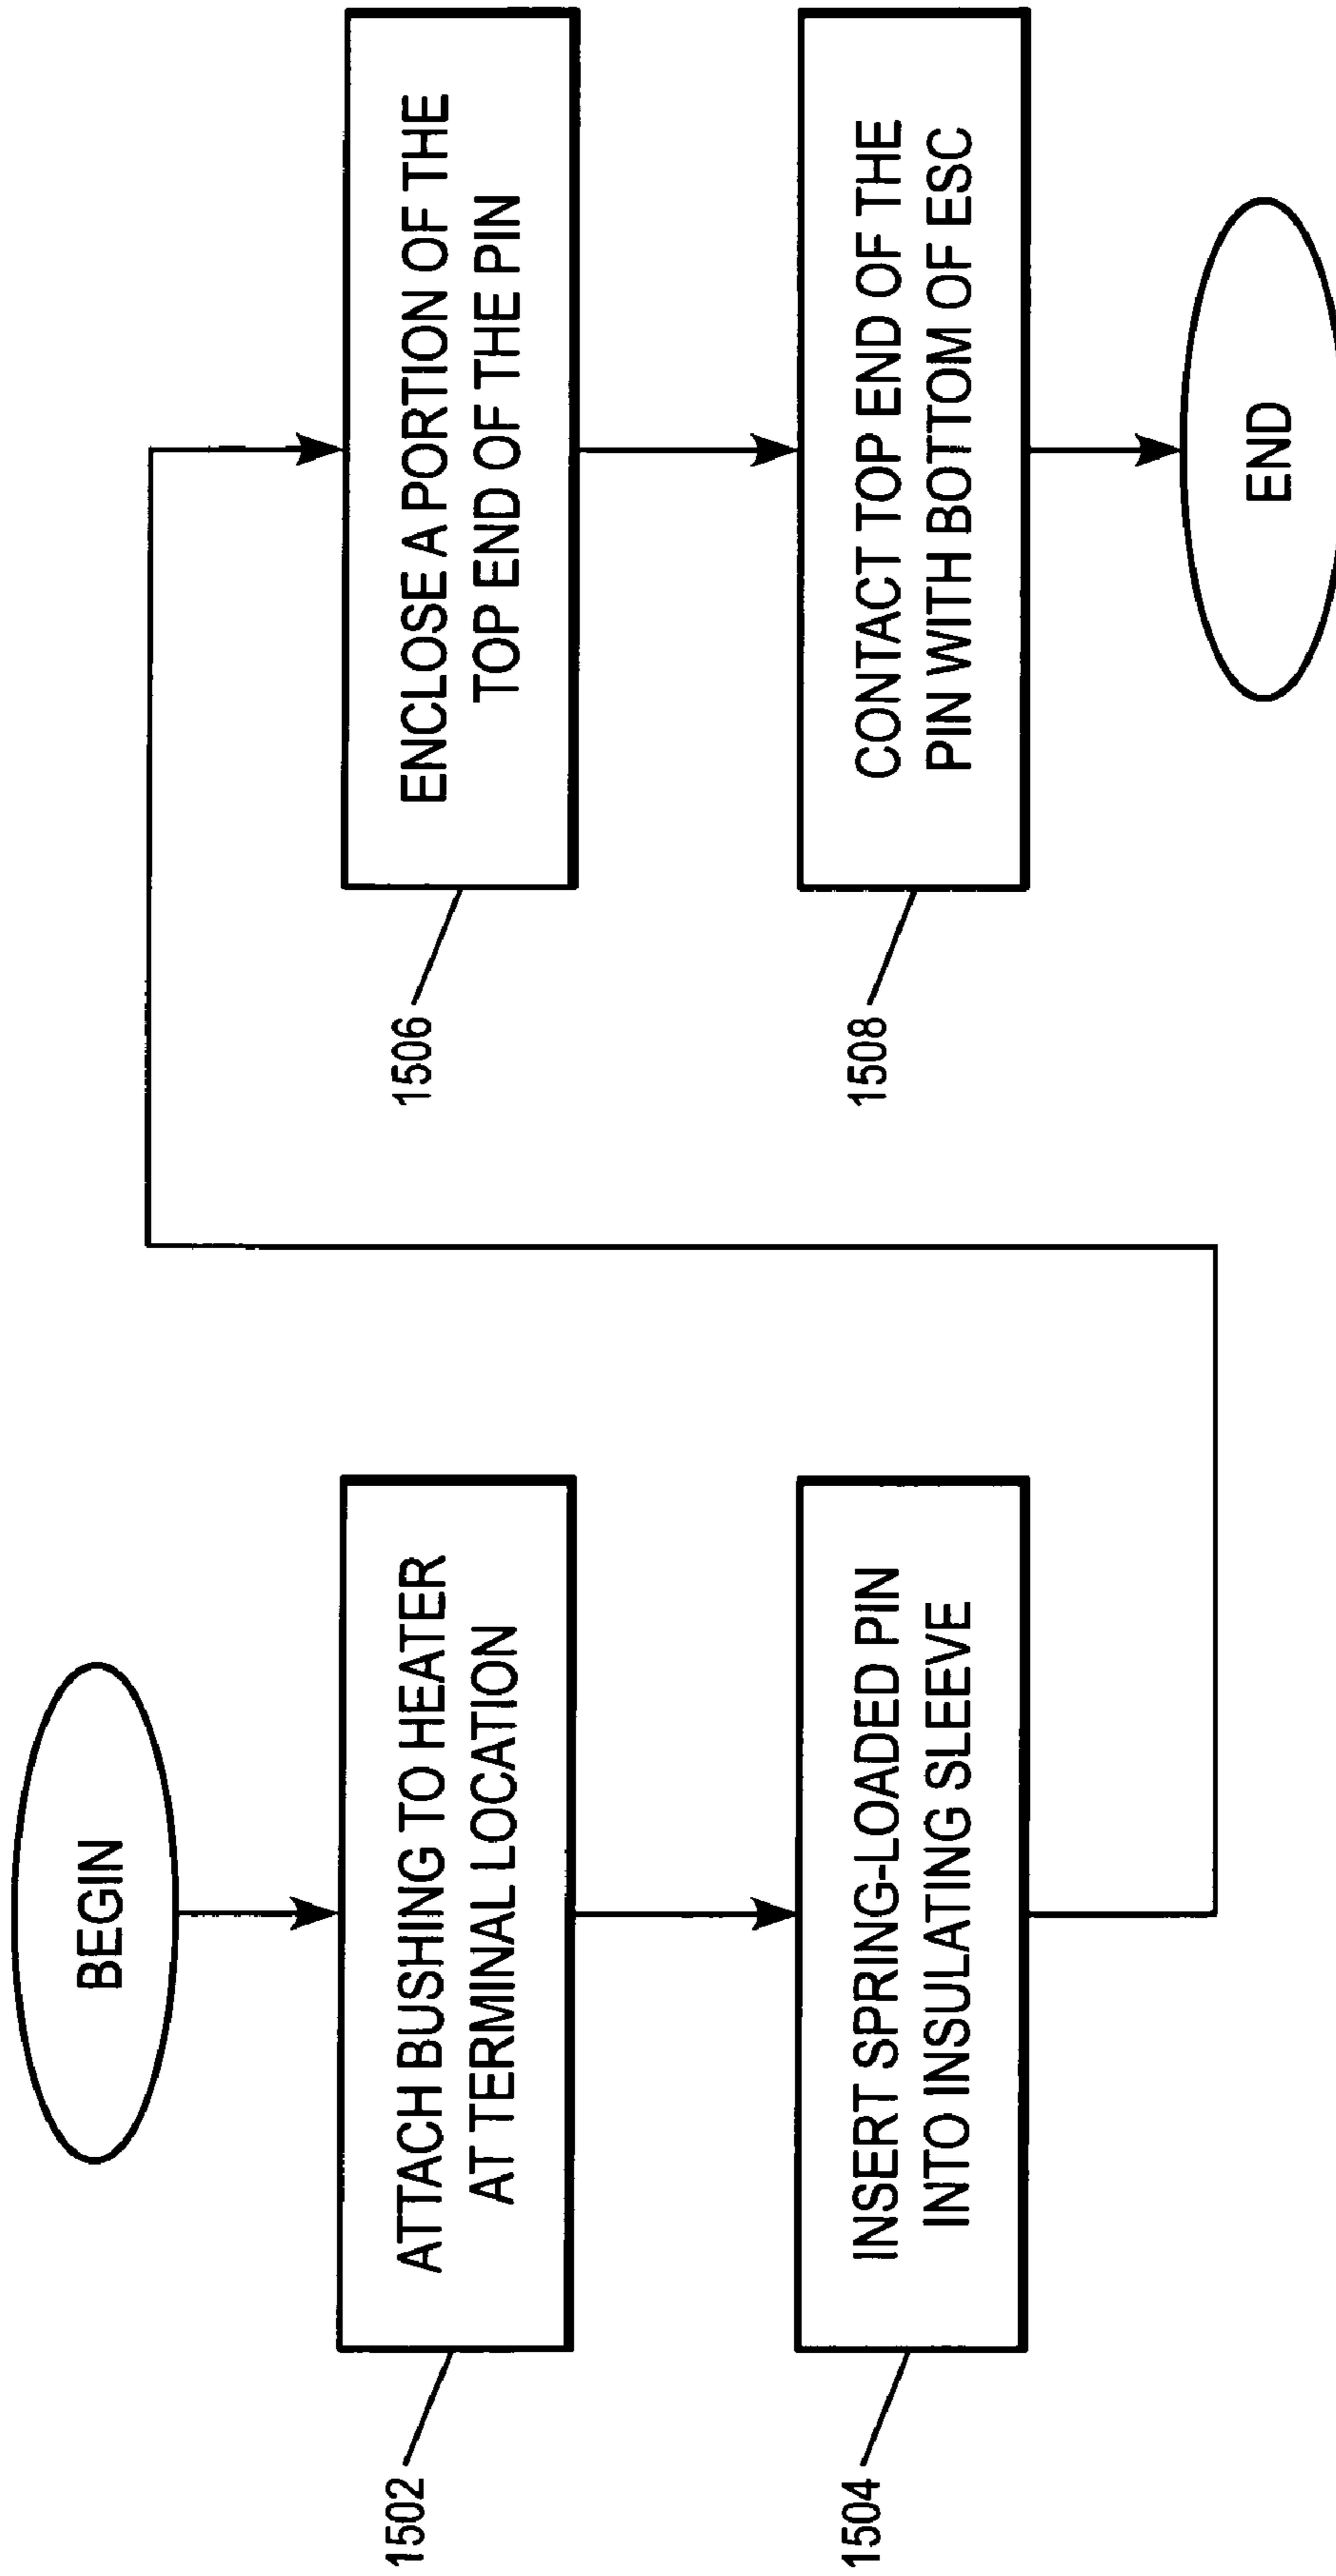 BEGIN
1502
ATTACH BUSHING TO HEATER
AT TERMINAL LOCATION
1504
INSERT SPRING-LOADED PIN
INTO INSULATING SLEEVE
1506
ENCLOSE A PORTION OF THE
TOP END OF THE PIN
1508
CONTACT TOP END OF THE
PIN WITH BOTTOM OF ESC
END